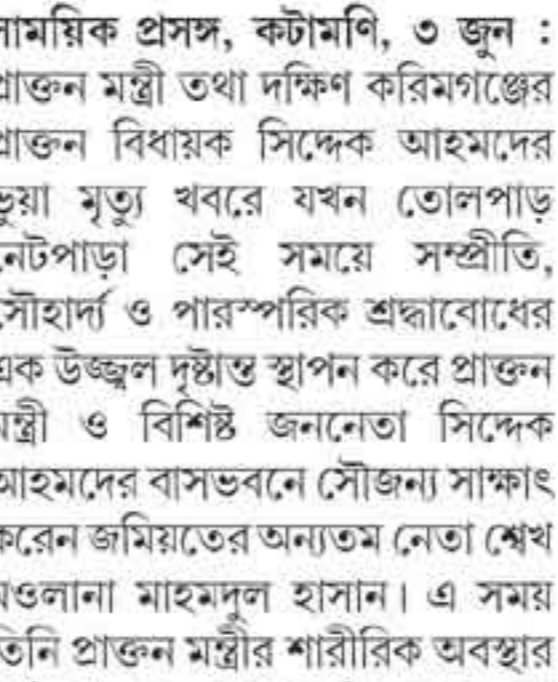 সাময়িক প্রসঙ্গ, কটামণি, ৩ জুন :
প্রাক্তন মন্ত্রী তথা দক্ষিণ করিমগঞ্জের
প্রাক্তন বিধায়ক সিদ্দেক আহমদের
ভুয়া মৃত্যু খবরে যখন তোলপাড়
নেটপাড়া সেই সময়ে সম্প্রীতি,
সৌহার্দ্য ও পারস্পরিক শ্রদ্ধাবোধের
এক উজ্জ্বল দৃষ্টান্ত স্থাপন করে প্রাক্তন
মন্ত্রী ও বিশিষ্ট জননেতা সিদ্দেক
আহমদের বাসভবনে সৌজন্য সাক্ষাৎ
করেন জমিয়তের অন্যতম নেতা শ্বেখ
মওলানা মাহমদুল হাসান। এ সময়
তিনি প্রাক্তন মন্ত্রীর শারীরিক অবস্থার